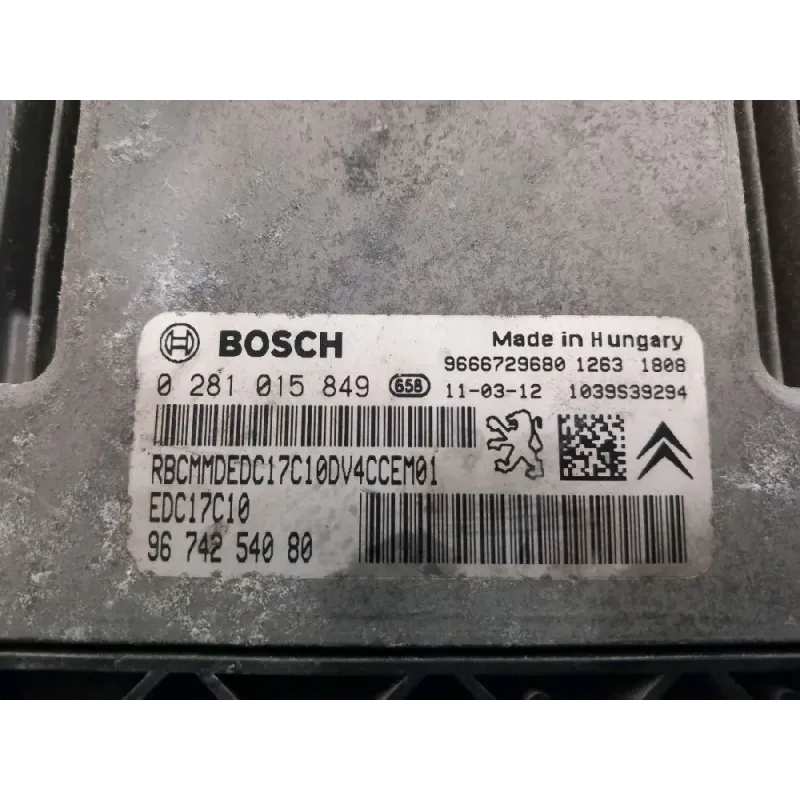 BOSCH
Made in Hungary
9666729680 1263 1808
0 281 015 849 658 11-03-12 1039S39294
RBCMMDEDC17C10DV4CCEM01
EDC17C10
96 742 540 80